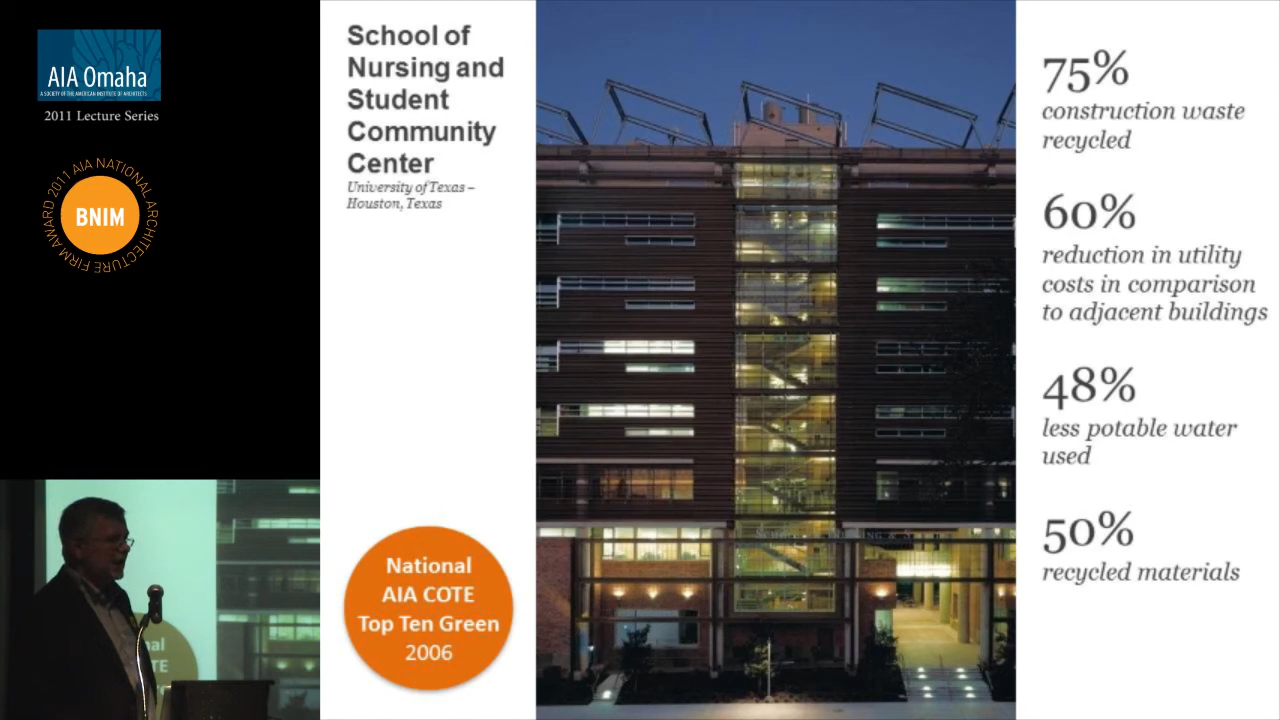 AIA Omaha
A SOCIETY OF THE AMERICAN INSTITUTE OF ARCHITECTS
2011 Lecture Series
2011 AIA NATIONAL ARCHITECTURE FIRM AWARD
BNIM
School of
Nursing and
Student
Community
Center
University of Texas –
Houston, Texas
National
AIA COTE
Top Ten Green
2006
75%
construction waste
recycled
60%
reduction in utility
costs in comparison
to adjacent buildings
48%
less potable water
used
50%
recycled materials